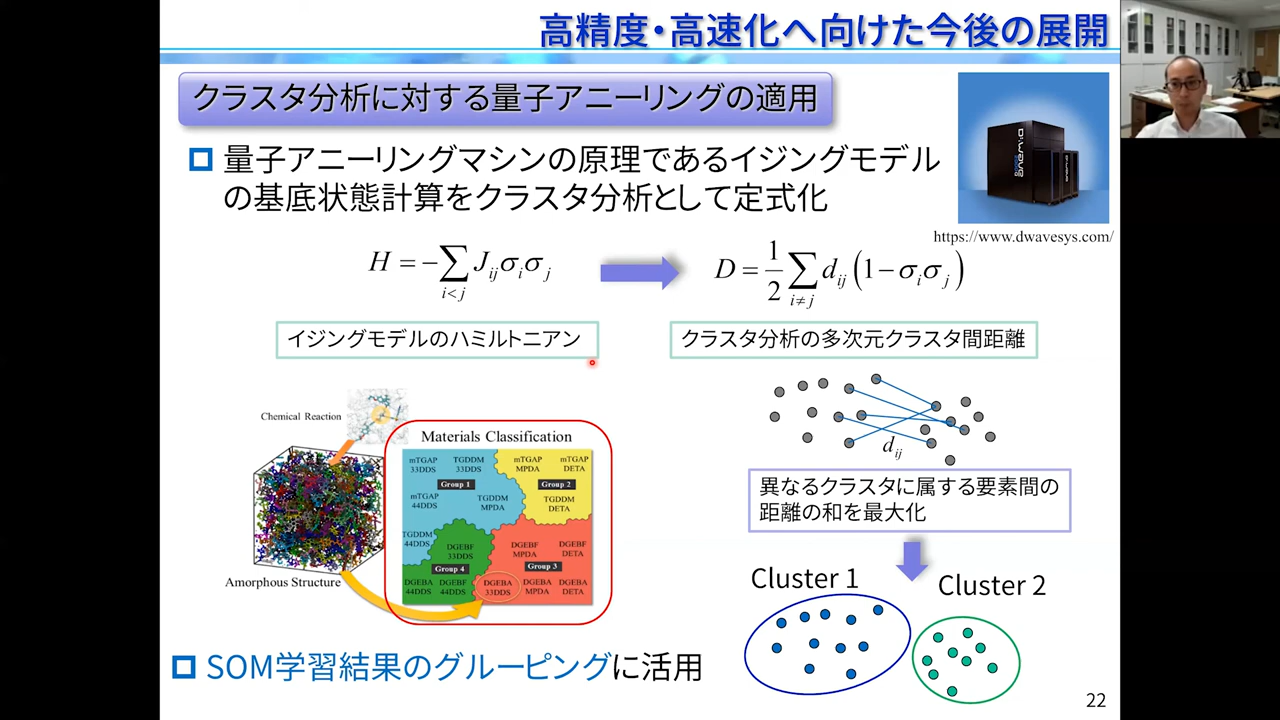 高精度・高速化へ向けた今後の展開
クラスタ分析に対する量子アニーリングの適用
量子アニーリングマシンの原理であるイジングモデル
の基底状態計算をクラスタ分析として定式化
https://www.dwavesys.com/
H = −∑ J_ij σ_i σ_j
i<j
D = 1/2 ∑ d_ij (1 − σ_i σ_j)
i≠j
イジングモデルのハミルトニアン
クラスタ分析の多次元クラスタ間距離
Chemical Reaction
Amorphous Structure
Materials Classification
mTGAP
33DDS
TGDDM
33DDS
Group 1
mTGAP
44DDS
TGDDM
MPDA
TGDDM
44DDS
mTGAP
MPDA
mTGAP
DETA
Group 2
TGDDM
DETA
DGEBF
33DDS
Group 4
DGEBA
44DDS
DGEBF
44DDS
DGEBF
MPDA
DGEBF
DETA
Group 3
DGEBA
33DDS
DGEBA
MPDA
DGEBA
DETA
d_ij
異なるクラスタに属する要素間の
距離の和を最大化
Cluster 1
Cluster 2
SOM学習結果のグルーピングに活用
22